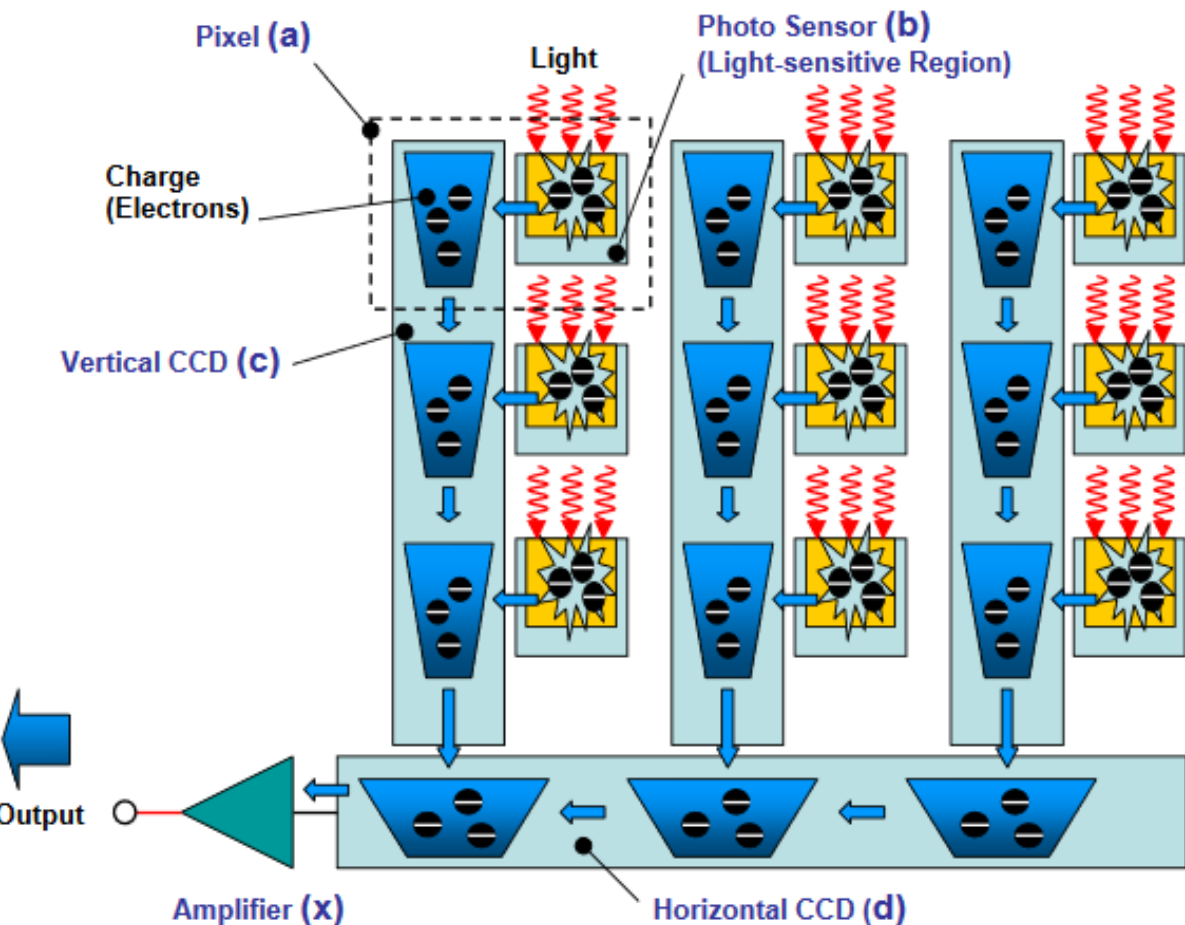 Pixel (a)
Photo Sensor (b)
(Light-sensitive Region)
Light
Charge
(Electrons)
Vertical CCD (c)
Output
Amplifier (x)
Horizontal CCD (d)